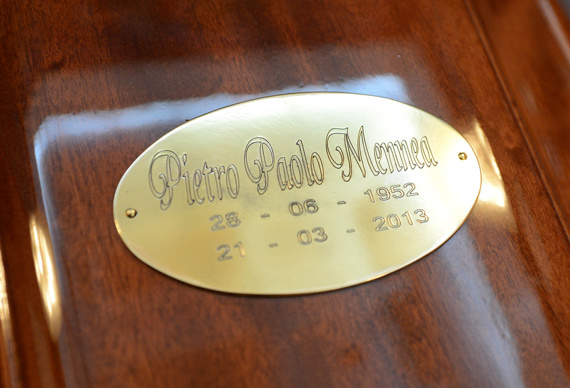 Pietro Paolo Mennea
28 - 06 - 1952
21 - 03 - 2013